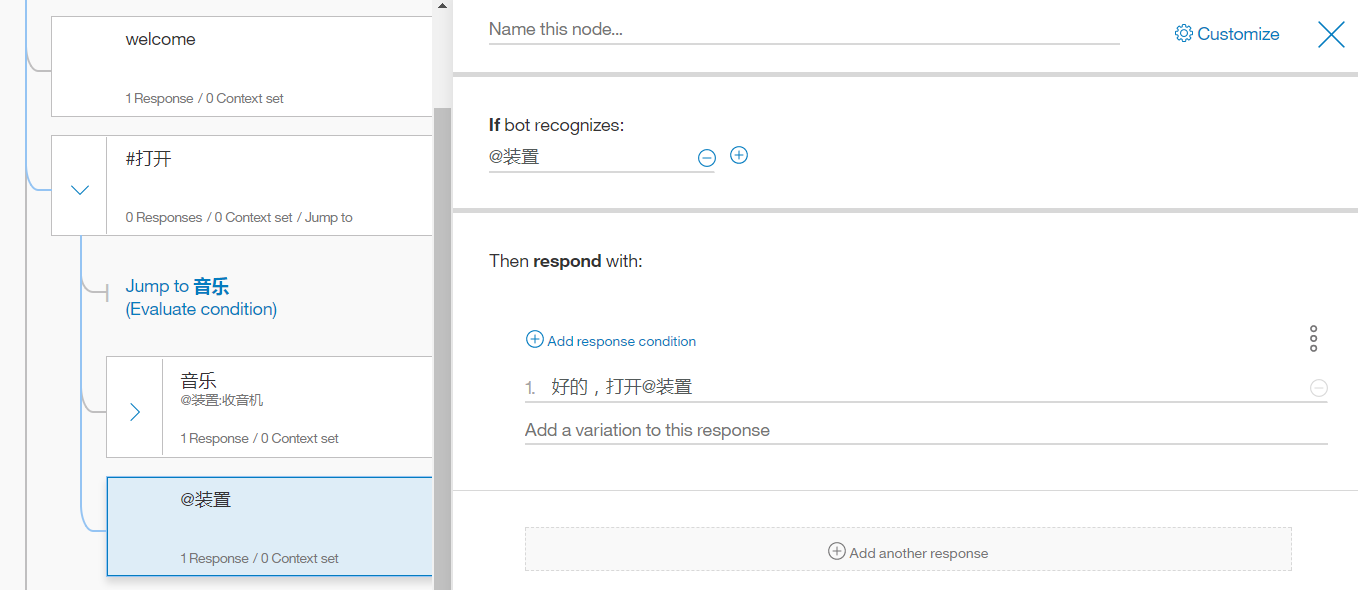 welcome
1 Response / 0 Context set
#打开
0 Responses / 0 Context set / Jump to
Jump to 音乐
(Evaluate condition)
音乐
@装置:收音机
1 Response / 0 Context set
@装置
1 Response / 0 Context set
Name this node...
Customize
If bot recognizes:
@装置
Then respond with:
Add response condition
1. 好的，打开@装置
Add a variation to this response
Add another response